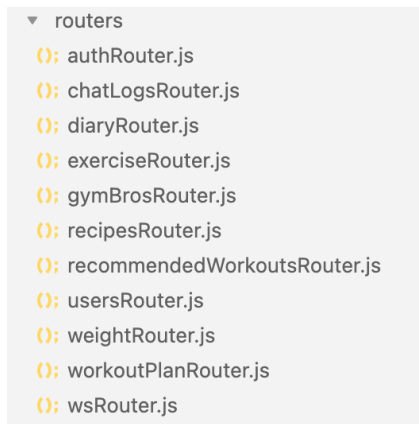 routers
authRouter.js
chatLogsRouter.js
diaryRouter.js
exerciseRouter.js
gymBrosRouter.js
recipesRouter.js
recommendedWorkoutsRouter.js
usersRouter.js
weightRouter.js
workoutPlanRouter.js
wsRouter.js